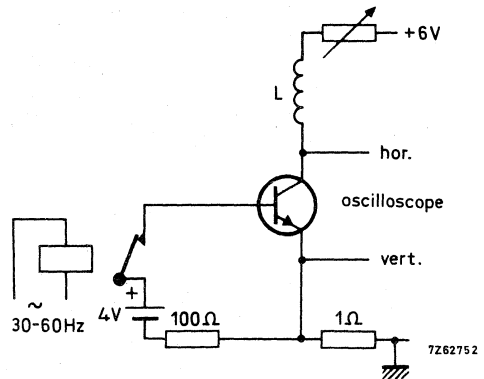 +6V
L
hor.
oscilloscope
vert.
+
4V
100Ω
1Ω
~
30-60Hz
7Z62752